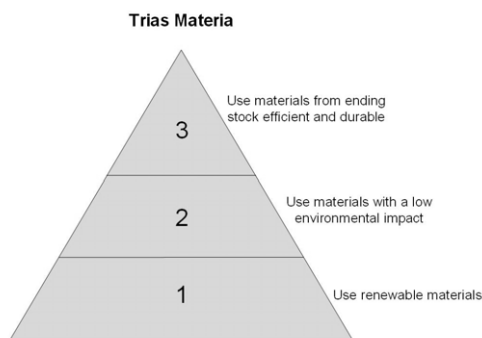 Trias Materia
3
Use materials from ending
stock efficient and durable
2
Use materials with a low
environmental impact
1
Use renewable materials